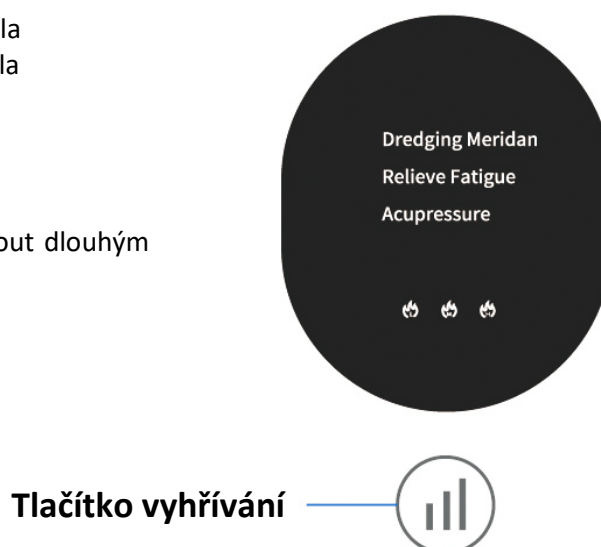 la
la
Dredging Meridan
Relieve Fatigue
Acupressure
out dlouhým
Tlačítko vyhřívání